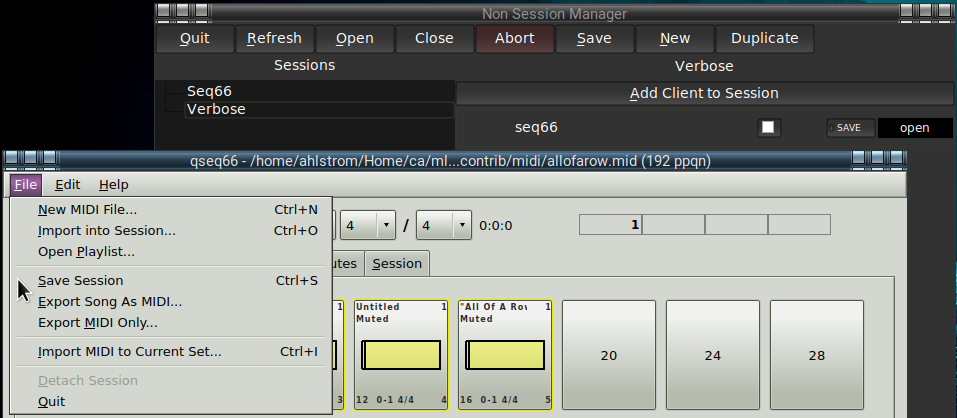 Non Session Manager
Quit Refresh Open Close Abort Save New Duplicate
Sessions Verbose
Seq66
Verbose
Add Client to Session
seq66 SAVE open
qseq66 - /home/ahlstrom/Home/ca/ml...contrib/midi/allofarow.mid (192 ppqn)
File Edit Help
New MIDI File... Ctrl+N
Import into Session... Ctrl+O
Open Playlist...
Save Session Ctrl+S
Export Song As MIDI...
Export MIDI Only...
Import MIDI to Current Set... Ctrl+I
Detach Session
Quit
4 / 4 0:0:0 1
utes Session
1 Untitled 1 "All Of A Rov 1
Muted Muted
20 24 28
3 12 0-1 4/4 4 16 0-1 4/4 5